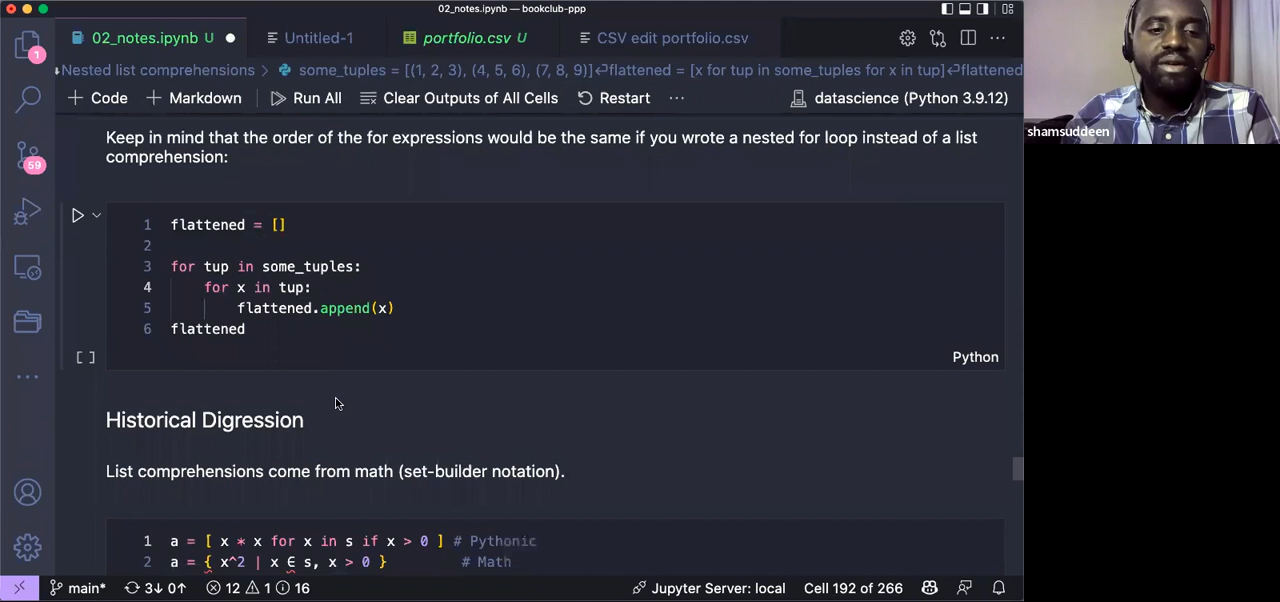 02_notes.ipynb — bookclub-ppp
02_notes.ipynb U
Untitled-1
portfolio.csv U
CSV edit portfolio.csv
1
Nested list comprehensions > some_tuples = [(1, 2, 3), (4, 5, 6), (7, 8, 9)]↵flattened = [x for tup in some_tuples for x in tup]↵flattened
+ Code + Markdown Run All Clear Outputs of All Cells Restart ... datascience (Python 3.9.12)
shamsuddeen
Keep in mind that the order of the for expressions would be the same if you wrote a nested for loop instead of a list
comprehension:
59
1 flattened = []
2
3 for tup in some_tuples:
4 for x in tup:
5 flattened.append(x)
6 flattened
[ ]
Python
Historical Digression
List comprehensions come from math (set-builder notation).
1 a = [ x * x for x in s if x > 0 ] # Pythonic
2 a = { x^2 | x ∈ s, x > 0 } # Math
main* 3↓ 0↑ 12 1 16 Jupyter Server: local Cell 192 of 266